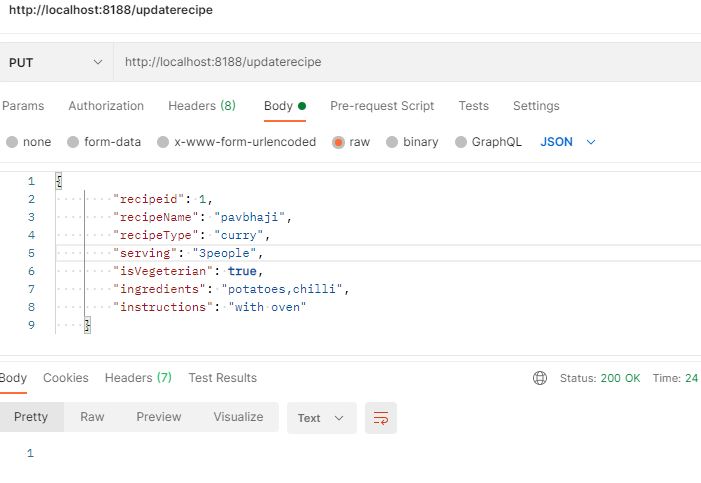 http://localhost:8188/updaterecipe
PUT http://localhost:8188/updaterecipe
Params Authorization Headers (8) Body Pre-request Script Tests Settings
none form-data x-www-form-urlencoded raw binary GraphQL JSON
1 {
2 "recipeid": 1,
3 "recipeName": "pavbhaji",
4 "recipeType": "curry",
5 "serving": "3people",
6 "isVegeterian": true,
7 "ingredients": "potatoes,chilli",
8 "instructions": "with oven"
9 }
Body Cookies Headers (7) Test Results Status: 200 OK Time: 24
Pretty Raw Preview Visualize Text
1